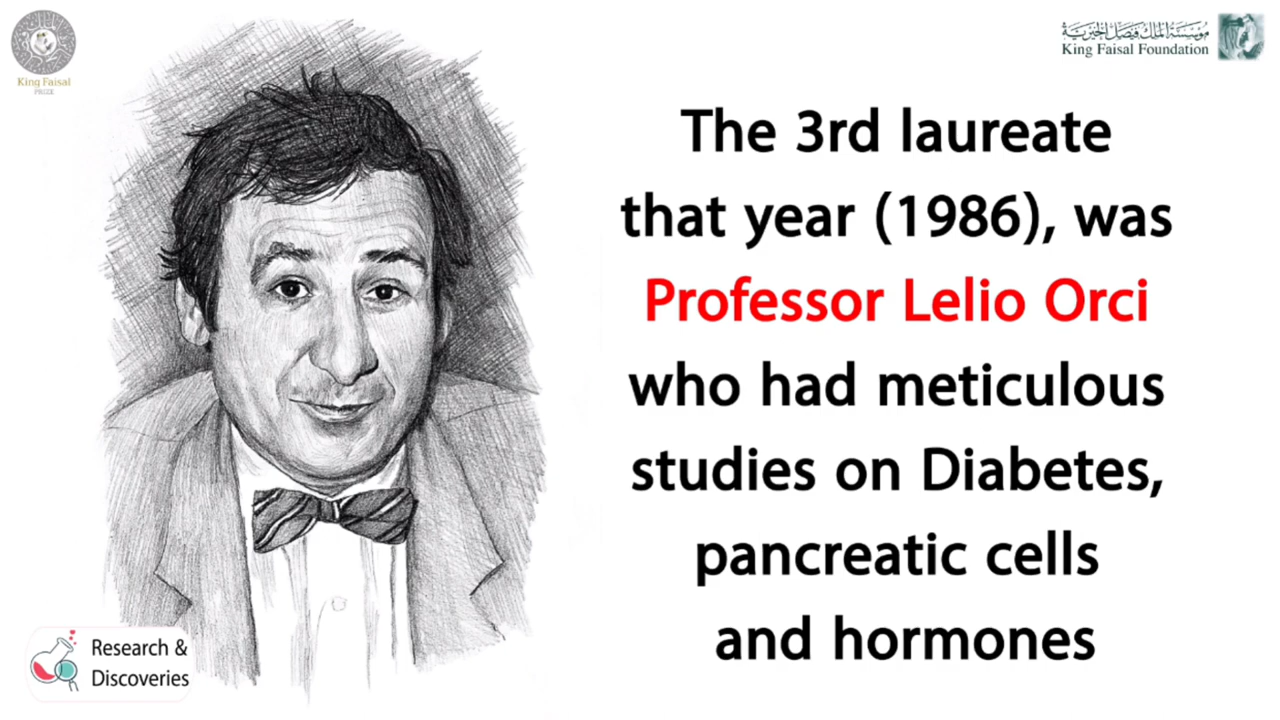 King Faisal
PRIZE
مؤسسة الملك فيصل الخيرية
King Faisal Foundation
The 3rd laureate
that year (1986), was
Professor Lelio Orci
who had meticulous
studies on Diabetes,
pancreatic cells
and hormones
Research &
Discoveries